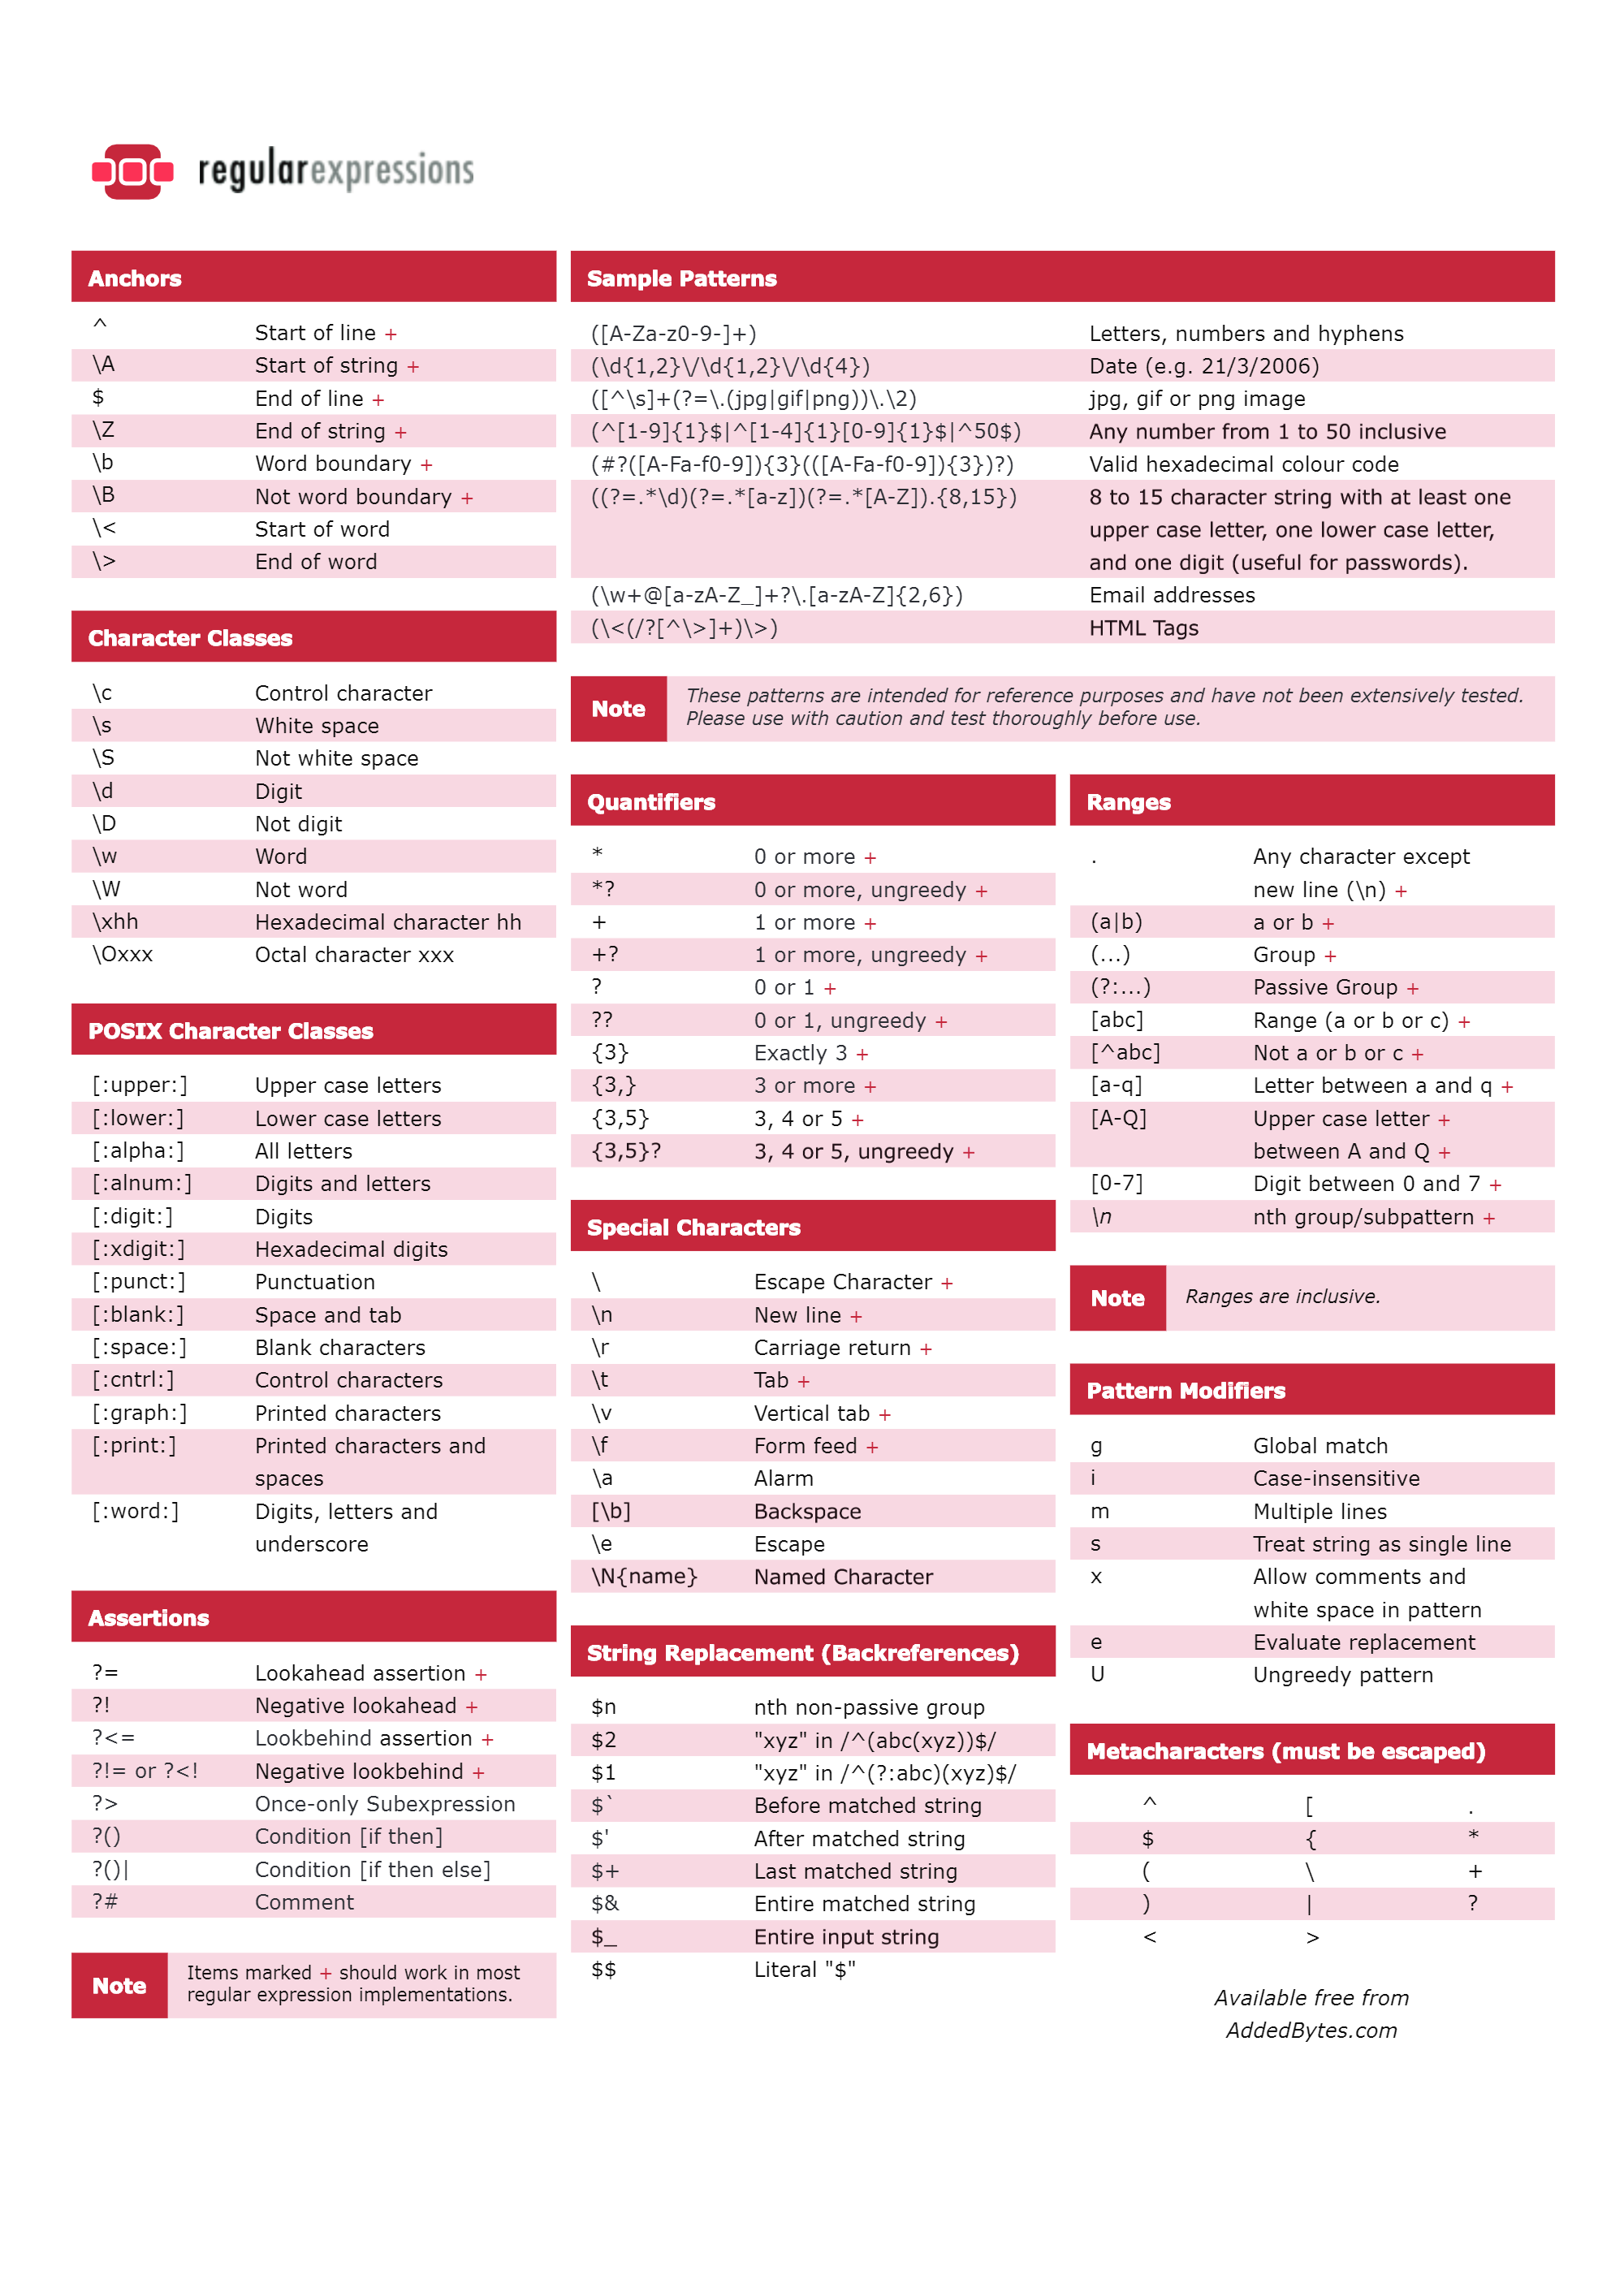 regularexpressions
Anchors
^ Start of line +
\A Start of string +
$ End of line +
\Z End of string +
\b Word boundary +
\B Not word boundary +
\< Start of word
\> End of word
Character Classes
\c Control character
\s White space
\S Not white space
\d Digit
\D Not digit
\w Word
\W Not word
\xhh Hexadecimal character hh
\Oxxx Octal character xxx
POSIX Character Classes
[:upper:] Upper case letters
[:lower:] Lower case letters
[:alpha:] All letters
[:alnum:] Digits and letters
[:digit:] Digits
[:xdigit:] Hexadecimal digits
[:punct:] Punctuation
[:blank:] Space and tab
[:space:] Blank characters
[:cntrl:] Control characters
[:graph:] Printed characters
[:print:] Printed characters and
spaces
[:word:] Digits, letters and
underscore
Assertions
?= Lookahead assertion +
?! Negative lookahead +
?<= Lookbehind assertion +
?!= or ?<! Negative lookbehind +
?> Once-only Subexpression
?() Condition [if then]
?()| Condition [if then else]
?# Comment
Note Items marked + should work in most
regular expression implementations.
Sample Patterns
([A-Za-z0-9-]+) Letters, numbers and hyphens
(\d{1,2}\/\d{1,2}\/\d{4}) Date (e.g. 21/3/2006)
([^\s]+(?=\.(jpg|gif|png))\.\2) jpg, gif or png image
(^[1-9]{1}$|^[1-4]{1}[0-9]{1}$|^50$) Any number from 1 to 50 inclusive
(#?([A-Fa-f0-9]){3}(([A-Fa-f0-9]){3})?) Valid hexadecimal colour code
((?=.*\d)(?=.*[a-z])(?=.*[A-Z]).{8,15}) 8 to 15 character string with at least one
upper case letter, one lower case letter,
and one digit (useful for passwords).
(\w+@[a-zA-Z_]+?\.[a-zA-Z]{2,6}) Email addresses
(\<(/?[^\>]+)\>) HTML Tags
Note These patterns are intended for reference purposes and have not been extensively tested.
Please use with caution and test thoroughly before use.
Quantifiers
* 0 or more +
*? 0 or more, ungreedy +
+ 1 or more +
+? 1 or more, ungreedy +
? 0 or 1 +
?? 0 or 1, ungreedy +
{3} Exactly 3 +
{3,} 3 or more +
{3,5} 3, 4 or 5 +
{3,5}? 3, 4 or 5, ungreedy +
Special Characters
\ Escape Character +
\n New line +
\r Carriage return +
\t Tab +
\v Vertical tab +
\f Form feed +
\a Alarm
[\b] Backspace
\e Escape
\N{name} Named Character
String Replacement (Backreferences)
$n nth non-passive group
$2 "xyz" in /^(abc(xyz))$/
$1 "xyz" in /^(?:abc)(xyz)$/
$` Before matched string
$' After matched string
$+ Last matched string
$& Entire matched string
$_ Entire input string
$$ Literal "$"
Ranges
. Any character except
new line (\n) +
(a|b) a or b +
(...) Group +
(?:...) Passive Group +
[abc] Range (a or b or c) +
[^abc] Not a or b or c +
[a-q] Letter between a and q +
[A-Q] Upper case letter +
between A and Q +
[0-7] Digit between 0 and 7 +
\n nth group/subpattern +
Note Ranges are inclusive.
Pattern Modifiers
g Global match
i Case-insensitive
m Multiple lines
s Treat string as single line
x Allow comments and
white space in pattern
e Evaluate replacement
U Ungreedy pattern
Metacharacters (must be escaped)
^ [ .
$ { *
( \ +
) | ?
< >
Available free from
AddedBytes.com